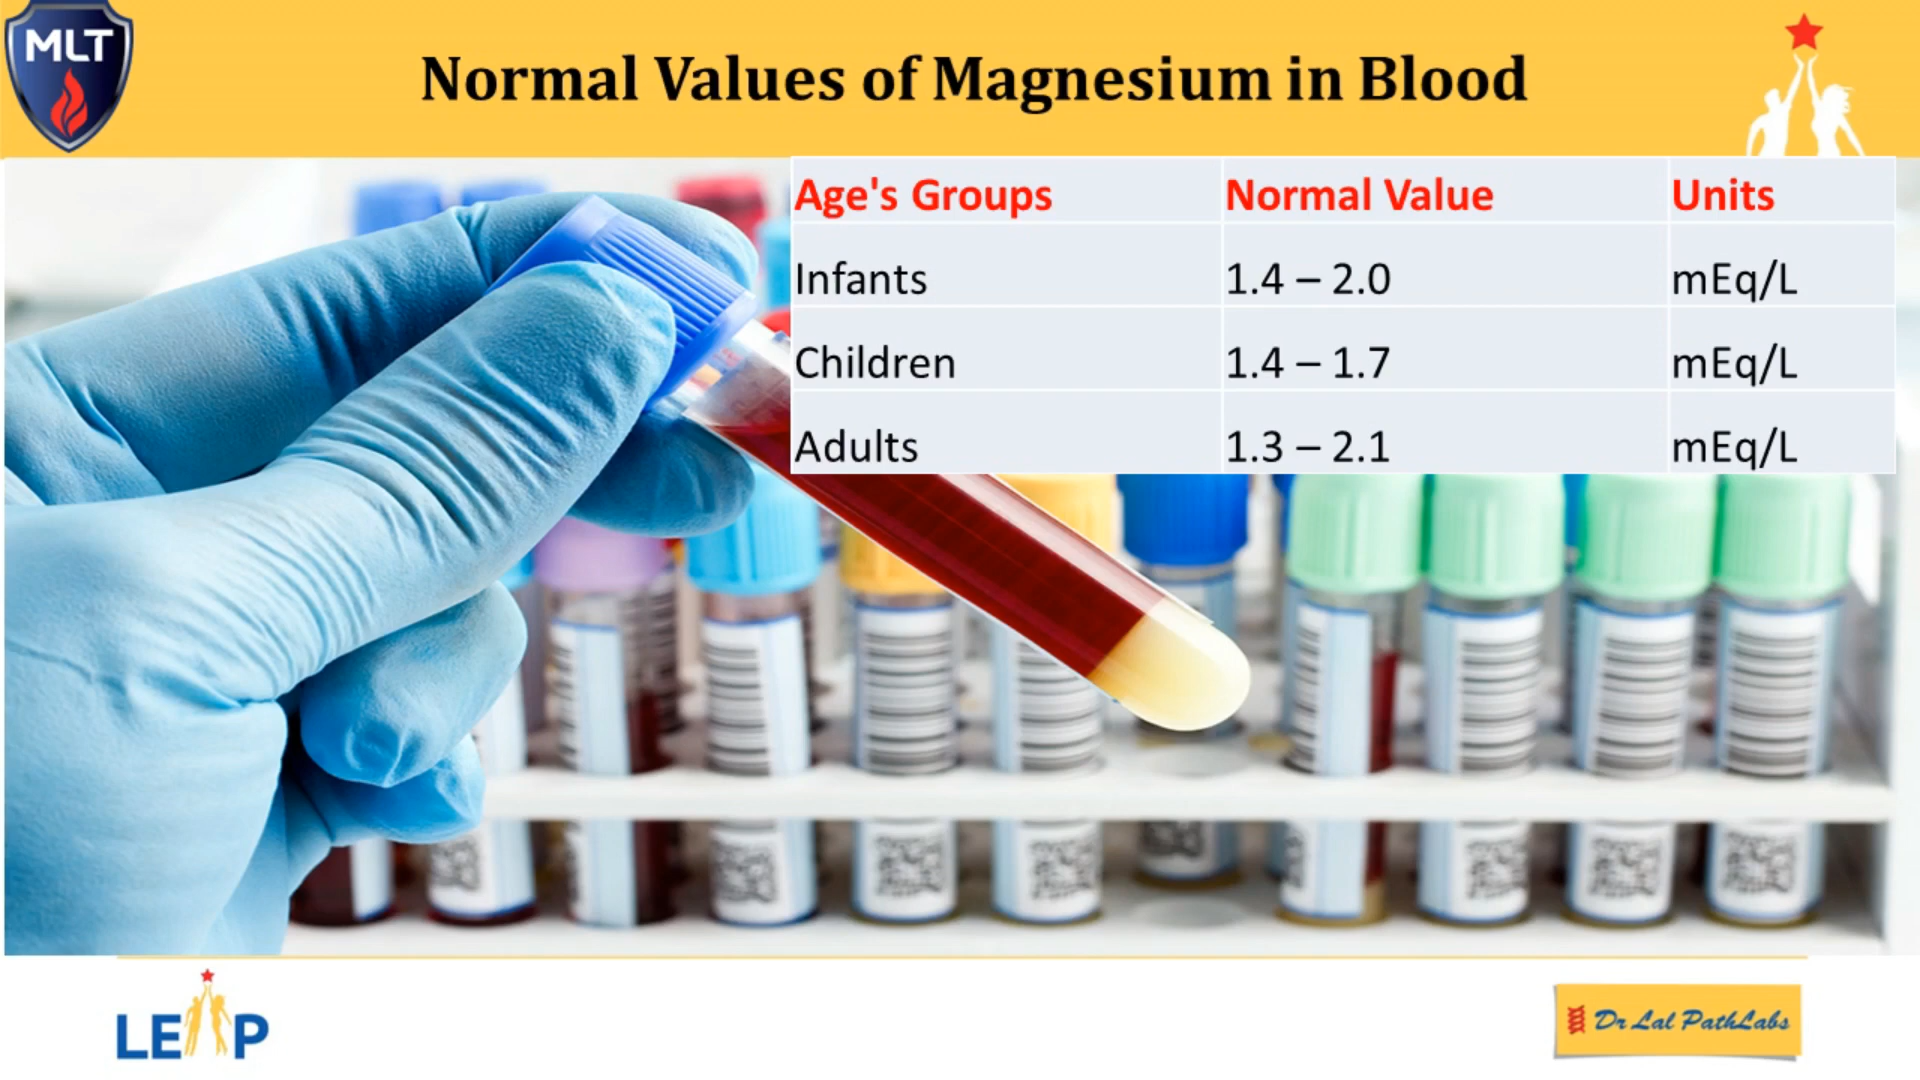 MLT
Normal Values of Magnesium in Blood
Age's Groups Normal Value Units
Infants 1.4 – 2.0 mEq/L
Children 1.4 – 1.7 mEq/L
Adults 1.3 – 2.1 mEq/L
LEAP
Dr Lal PathLabs